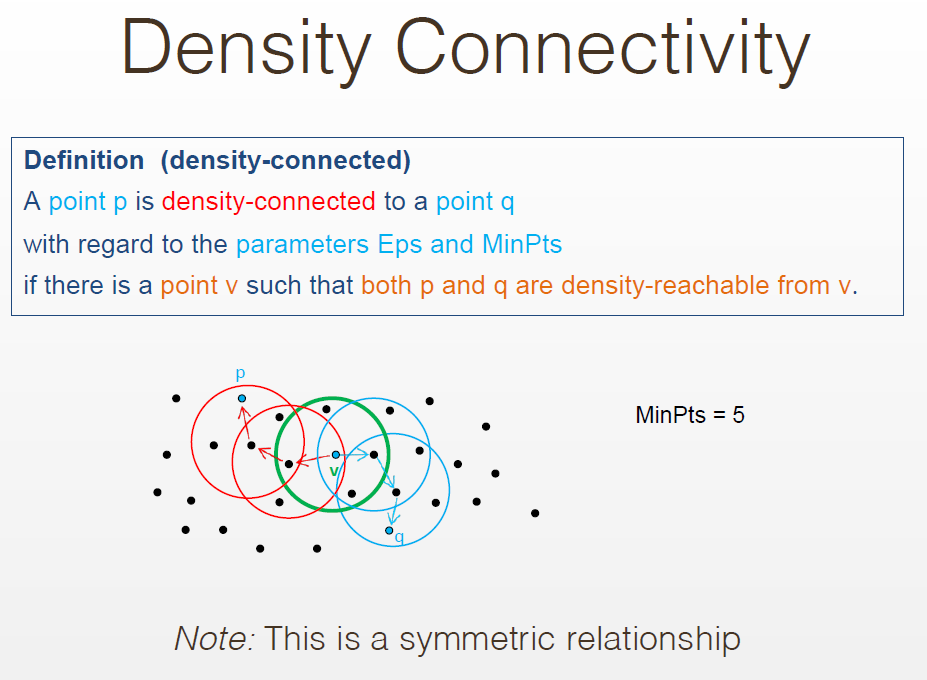 Density Connectivity
Definition (density-connected)
A point p is density-connected to a point q
with regard to the parameters Eps and MinPts
if there is a point v such that both p and q are density-reachable from v.
p
MinPts = 5
v
q
Note: This is a symmetric relationship